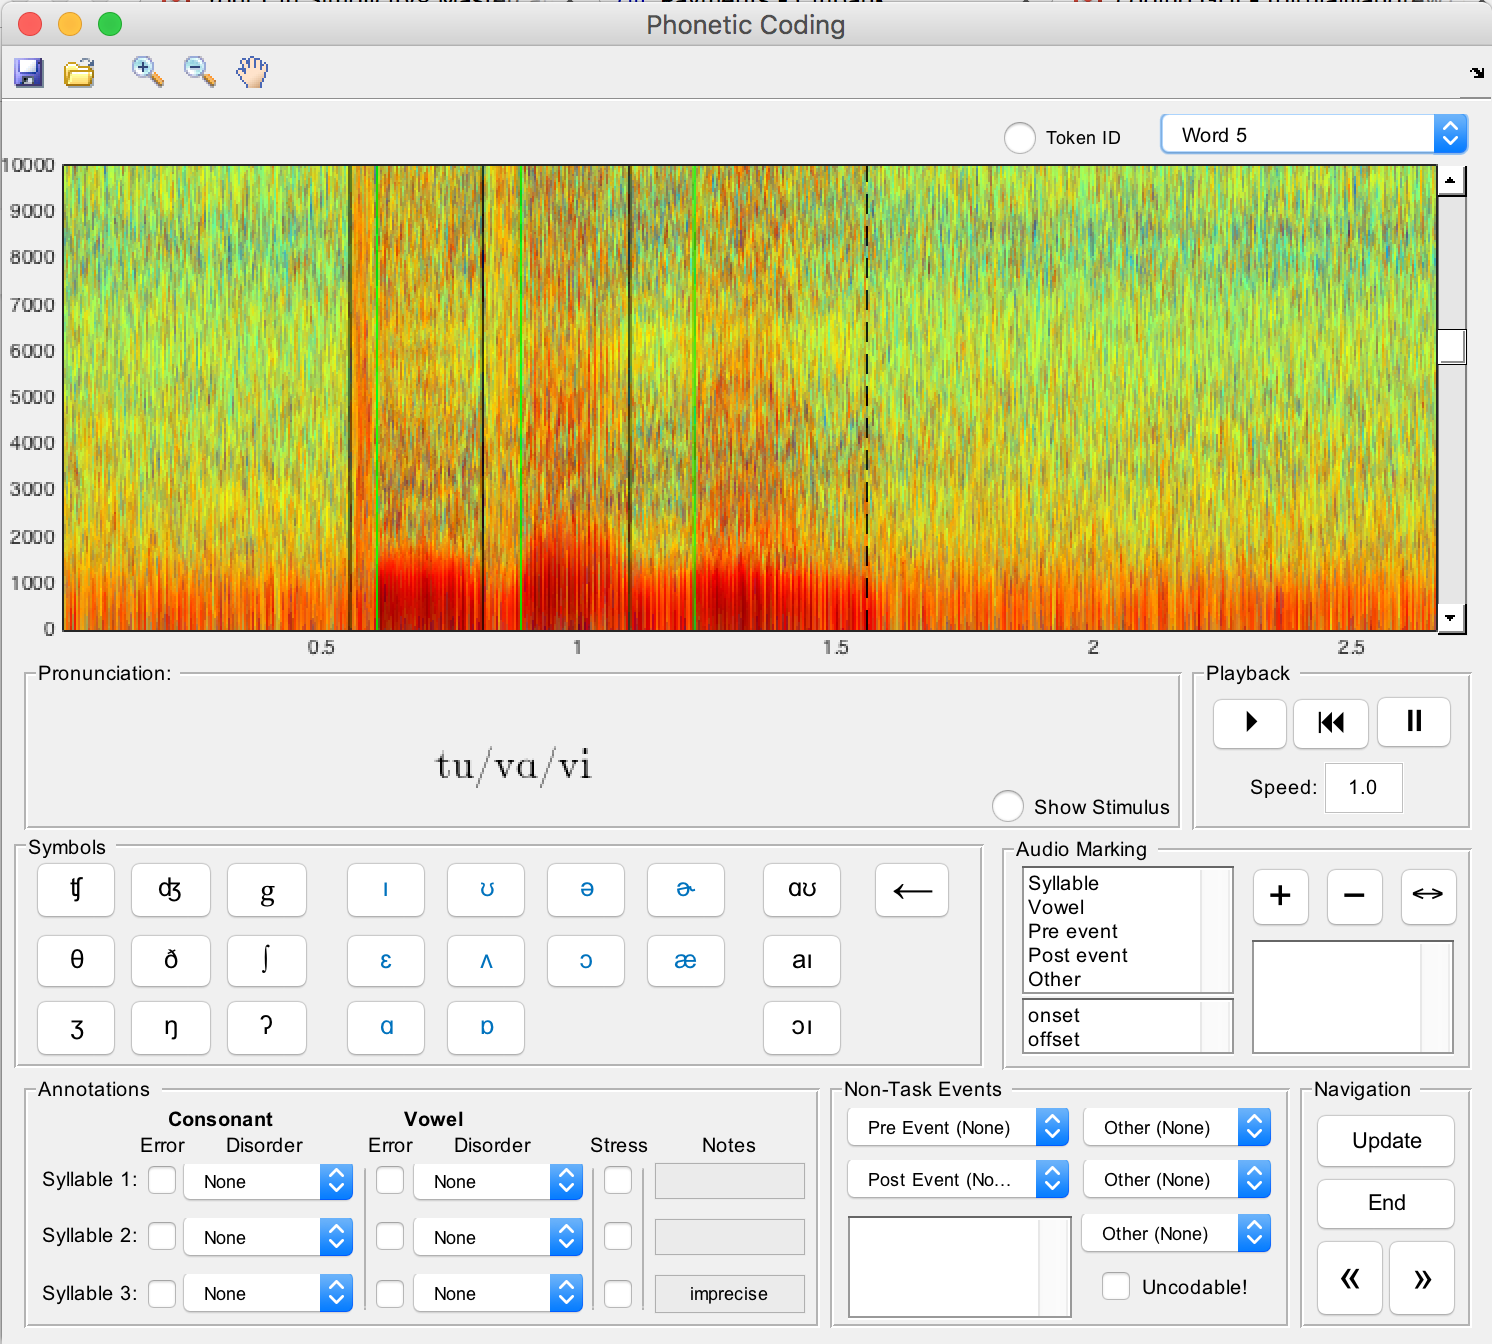 Phonetic Coding
Token ID
Word 5
10000
9000
8000
7000
6000
5000
4000
3000
2000
1000
0
0.5 1 1.5 2 2.5
Pronunciation:
tu/vɑ/vi
Show Stimulus
Playback
Speed: 1.0
Symbols
ʧ ʤ g ɪ ʊ ə ɚ ɑʊ ←
θ ð ʃ ɛ ʌ ɔ æ aɪ
ʒ ŋ ʔ ɑ ɒ ɔɪ
Audio Marking
Syllable
Vowel
Pre event
Post event
Other
onset
offset
+ − ↔
Annotations
Consonant Vowel
Error Disorder Error Disorder Stress Notes
Syllable 1: None None
Syllable 2: None None
Syllable 3: None None imprecise
Non-Task Events
Pre Event (None) Other (None)
Post Event (No... Other (None)
Other (None)
Uncodable!
Navigation
Update
End
« »